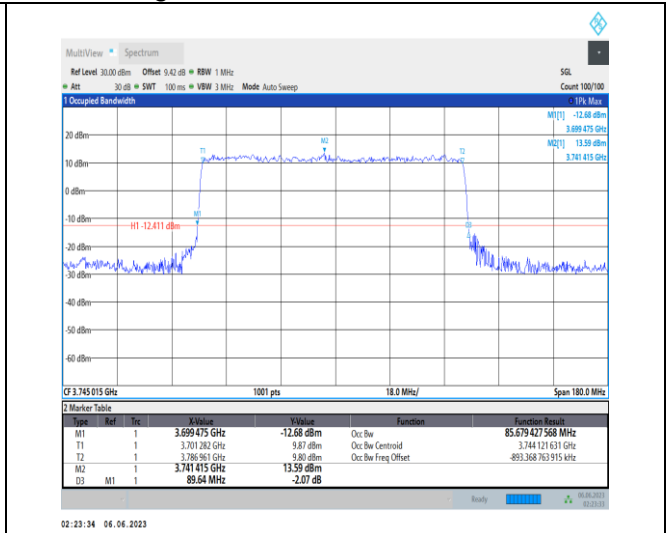 MultiView Spectrum
Ref Level 30.00 dBm Offset 9.42 dB RBW 1 MHz SGL
Att 30 dB SWT 100 ms VBW 3 MHz Mode Auto Sweep Count 100/100
1 Occupied Bandwidth 1Pk Max
M1[1] -12.68 dBm
3.699 475 GHz
M2[1] 13.59 dBm
3.741 415 GHz
20 dBm
M2
T1
T2
10 dBm
0 dBm
-10 dBm
M1
H1 -12.411 dBm
D3
-20 dBm
-30 dBm
-40 dBm
-50 dBm
-60 dBm
CF 3.745 015 GHz 1001 pts 18.0 MHz/ Span 180.0 MHz
2 Marker Table
Type Ref Trc X-Value Y-Value Function Function Result
M1 1 3.699 475 GHz -12.68 dBm Occ Bw 85.679 427 568 MHz
T1 1 3.701 282 GHz 9.87 dBm Occ Bw Centroid 3.744 121 631 GHz
T2 1 3.786 961 GHz 9.80 dBm Occ Bw Freq Offset -893.368 763 915 kHz
M2 1 3.741 415 GHz 13.59 dBm
D3 M1 1 89.64 MHz -2.07 dB
Ready 06.06.2023
02:23:33
02:23:34 06.06.2023